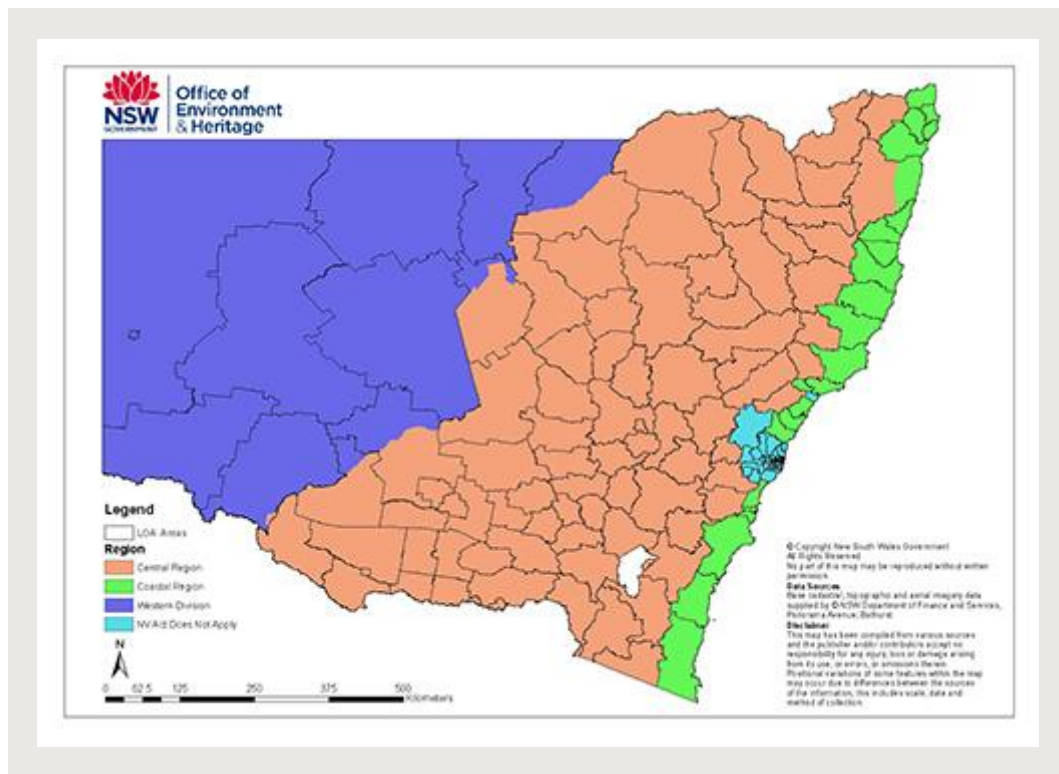 NSW
GOVERNMENT
Office of
Environment
& Heritage
Legend
LGA Areas
Region
Central Region
Coastal Region
Western Division
NV Act Does Not Apply
N
0 62.5 125 250 375 500
Kilometers
© Copyright New South Wales Government
All Rights Reserved
No part of this map may be reproduced without written
permission.
Data Sources
Base cadastral, topographic and aerial imagery data
supplied by © NSW Department of Finance and Services,
Panorama Avenue, Bathurst
Disclaimer
This map has been compiled from various sources
and the publisher and/or contributors accept no
responsibility for any injury, loss or damage arising
from its use, or errors, or omissions therein.
Positional variations of some features within the map
may occur due to differences between the sources
of the information, this includes scale, date and
method of collection.